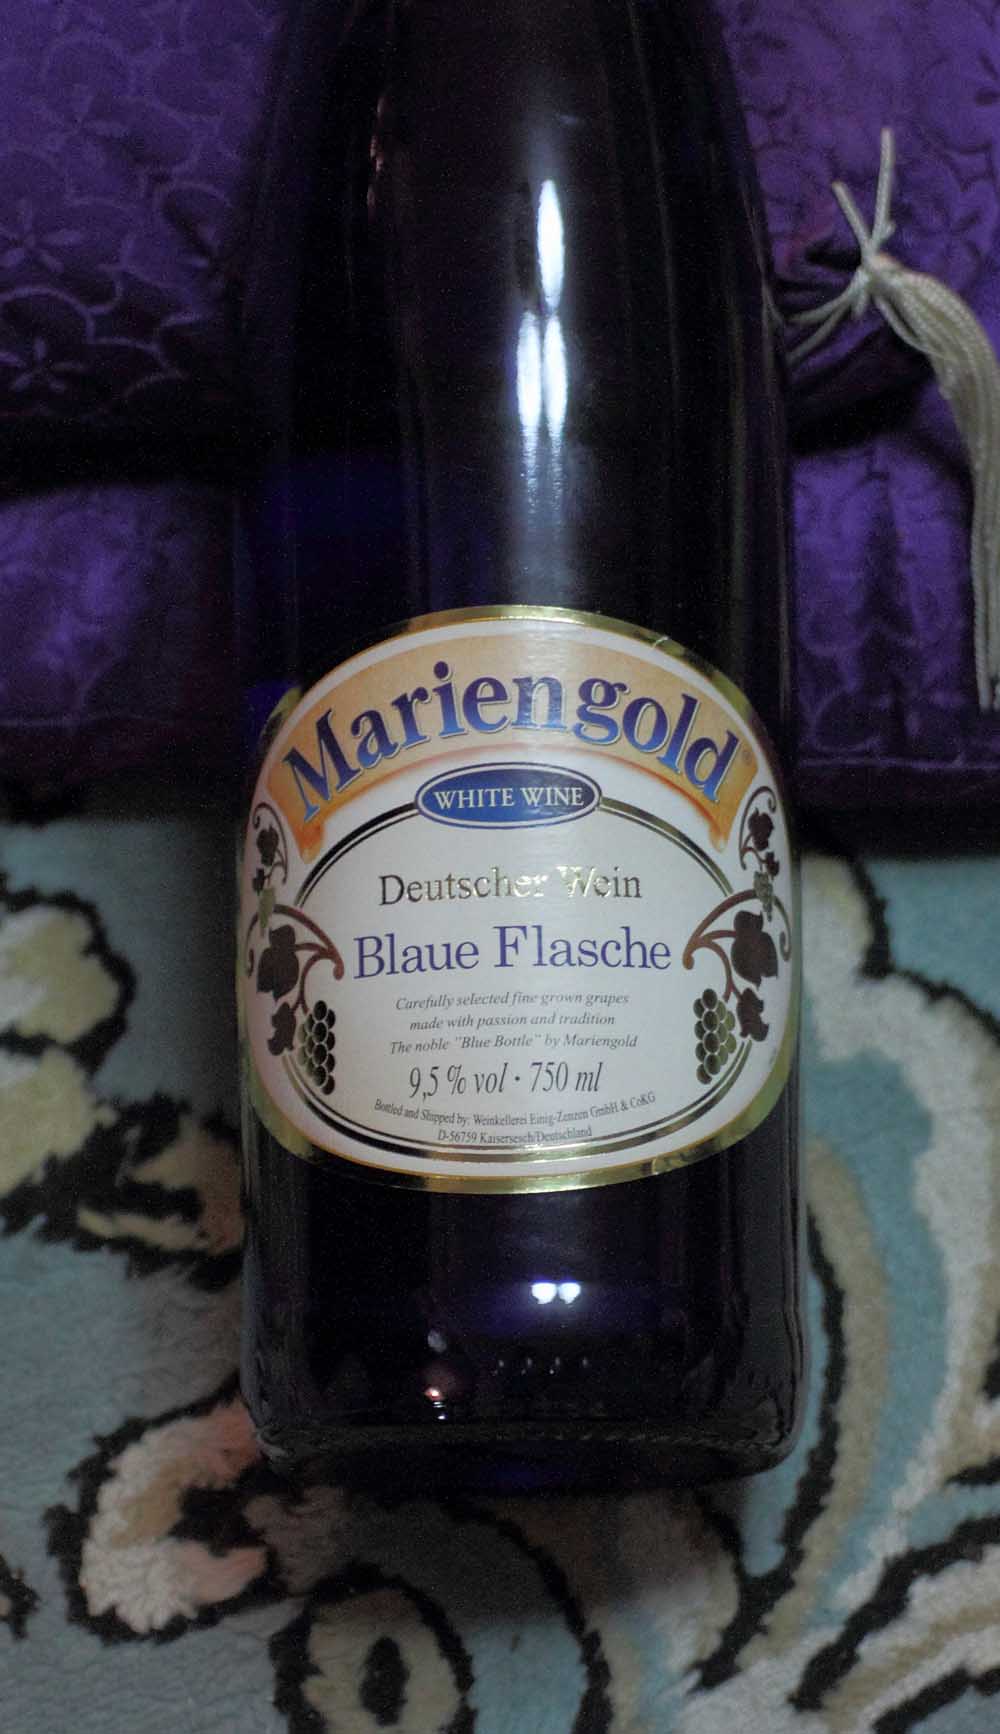 Mariengold®
WHITE WINE
Deutscher Wein
Blaue Flasche
Carefully selected fine grown grapes
made with passion and tradition
The noble "Blue Bottle" by Mariengold
9,5 % vol · 750 ml
Bottled and Shipped by: Weinkellerei Einig-Zenzen GmbH & CoKG
D-56759 Kaisersesch/Deutschland